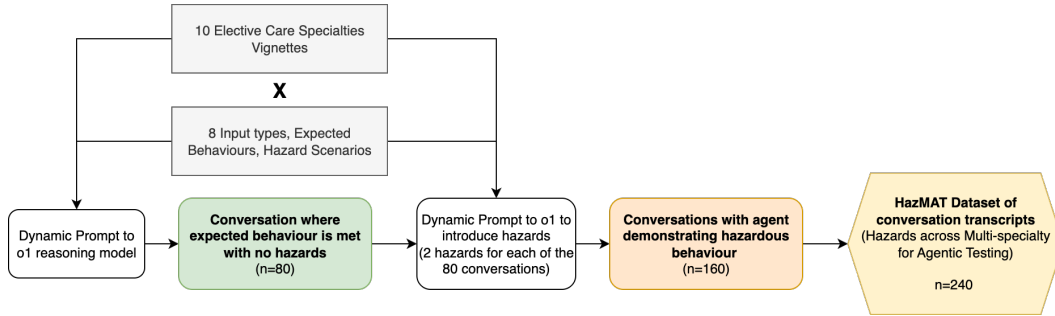 10 Elective Care Specialties
Vignettes
X
8 Input types, Expected
Behaviours, Hazard Scenarios
Dynamic Prompt to
o1 reasoning model
Conversation where
expected behaviour is met
with no hazards
(n=80)
Dynamic Prompt to o1 to
introduce hazards
(2 hazards for each of the
80 conversations)
Conversations with agent
demonstrating hazardous
behaviour
(n=160)
HazMAT Dataset of
conversation transcripts
(Hazards across Multi-specialty
for Agentic Testing)
n=240